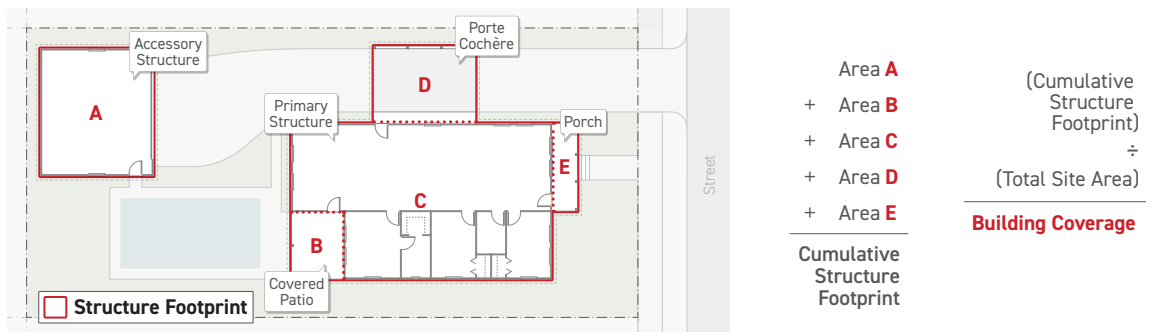 Accessory
Structure
Porte
Cochère
A
D
Primary
Structure
Porch
E
C
B
Covered
Patio
Structure Footprint
Street
Area A
+ Area B
+ Area C
+ Area D
+ Area E
Cumulative
Structure
Footprint
(Cumulative
Structure
Footprint)
÷
(Total Site Area)
Building Coverage